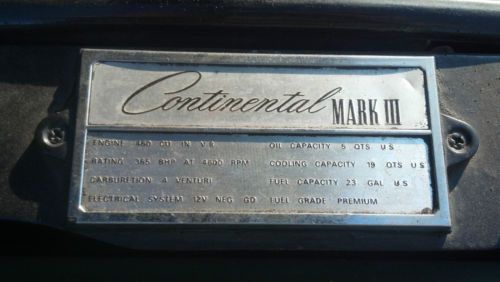 Continental MARK III
ENGINE 460 CU IN V 8 OIL CAPACITY 5 QTS U S
RATING 365 BHP AT 4600 RPM COOLING CAPACITY 19 QTS U S
CARBURETION 4 VENTURI FUEL CAPACITY 23 GAL U S
ELECTRICAL SYSTEM 12V NEG GD FUEL GRADE PREMIUM